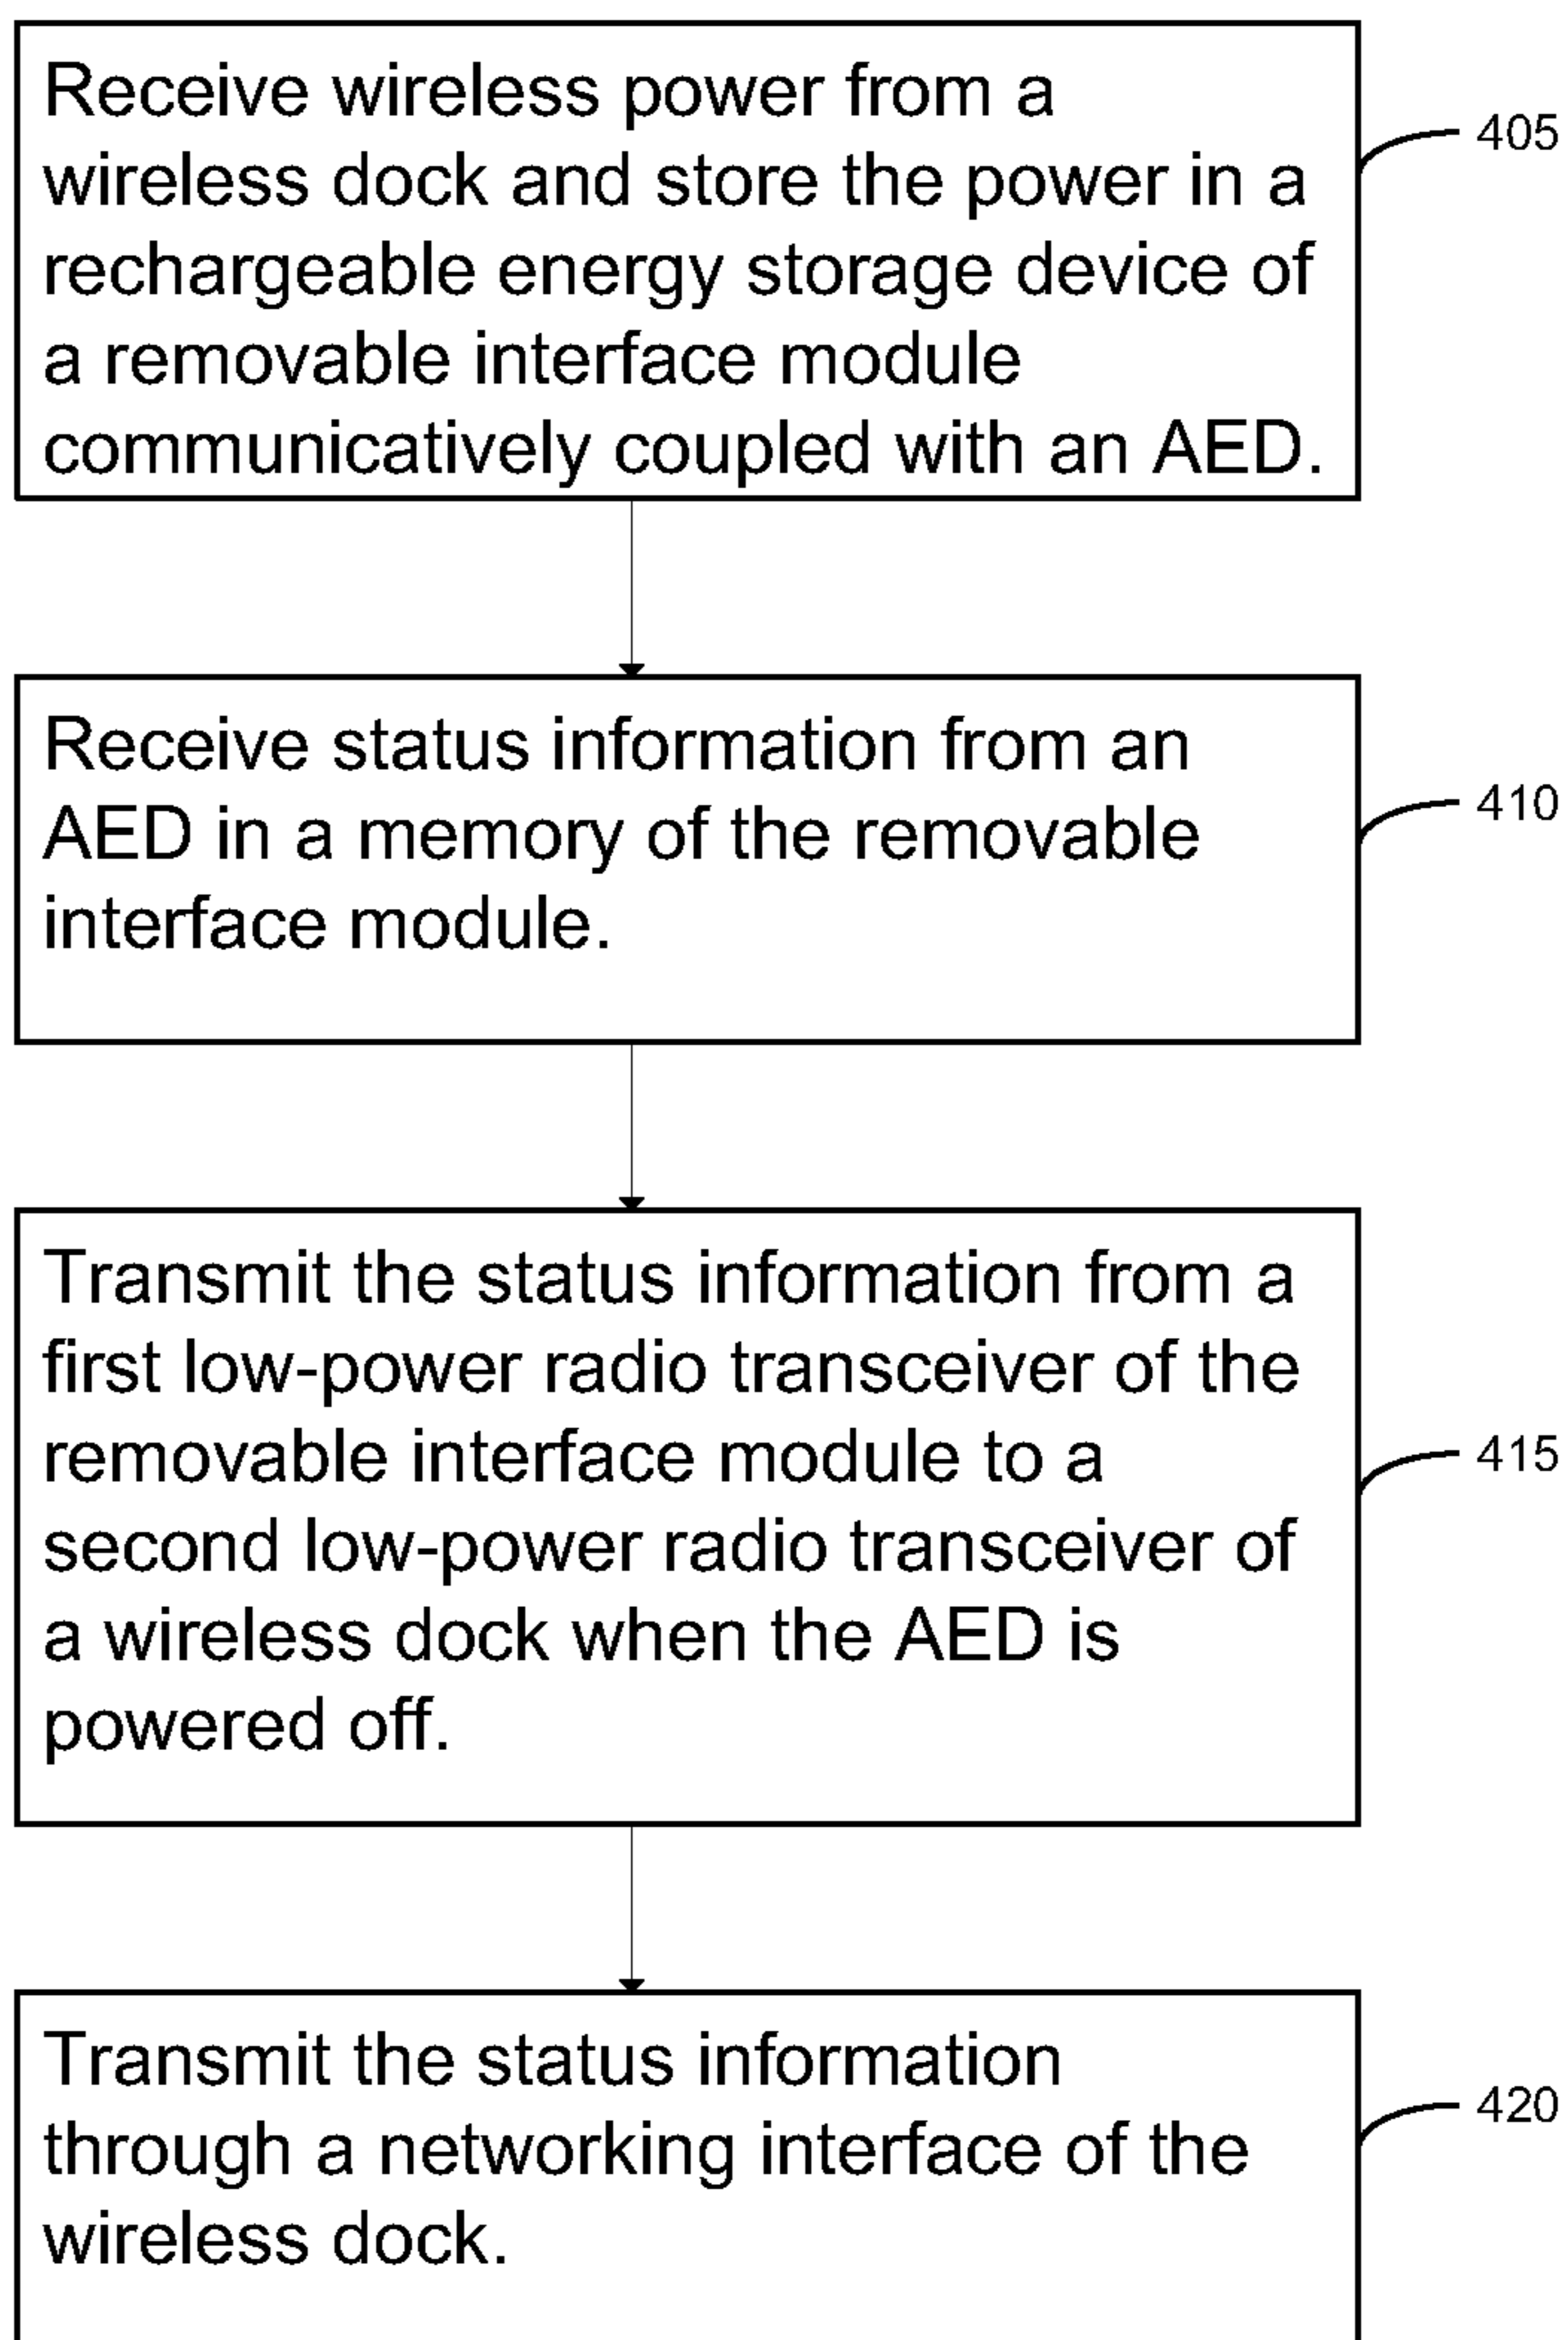 Receive wireless power from a
wireless dock and store the power in a
rechargeable energy storage device of
a removable interface module
communicatively coupled with an AED.
405
Receive status information from an
AED in a memory of the removable
interface module.
410
Transmit the status information from a
first low-power radio transceiver of the
removable interface module to a
second low-power radio transceiver of
a wireless dock when the AED is
powered off.
415
Transmit the status information
through a networking interface of the
wireless dock.
420